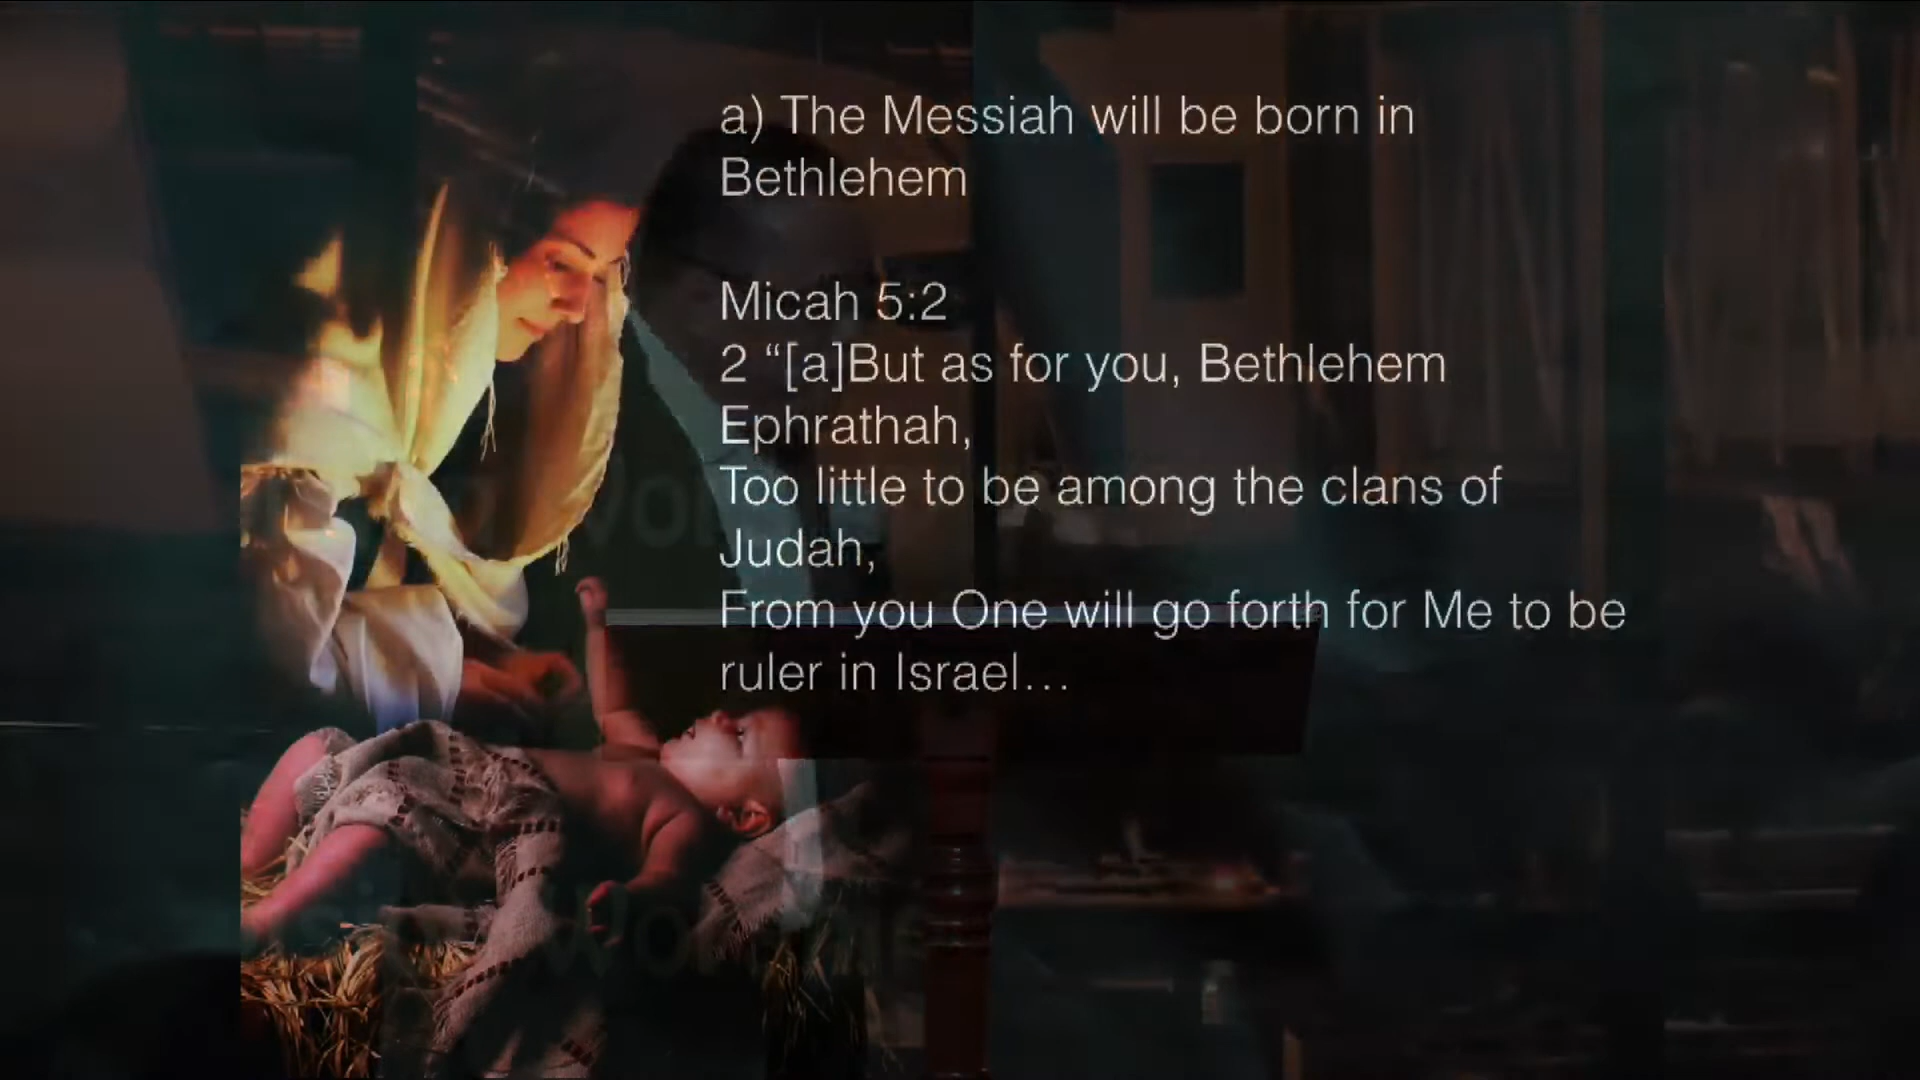 a) The Messiah will be born in
Bethlehem
Micah 5:2
2 “[a]But as for you, Bethlehem
Ephrathah,
Too little to be among the clans of
Judah,
From you One will go forth for Me to be
ruler in Israel…